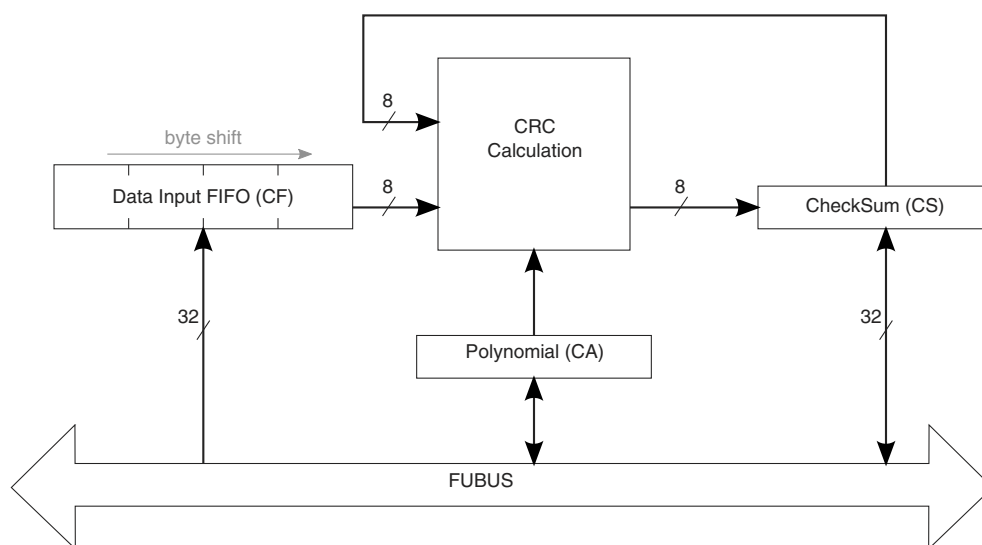 8
CRC
Calculation
byte shift
Data Input FIFO (CF)
8
8
CheckSum (CS)
32
32
Polynomial (CA)
FUBUS